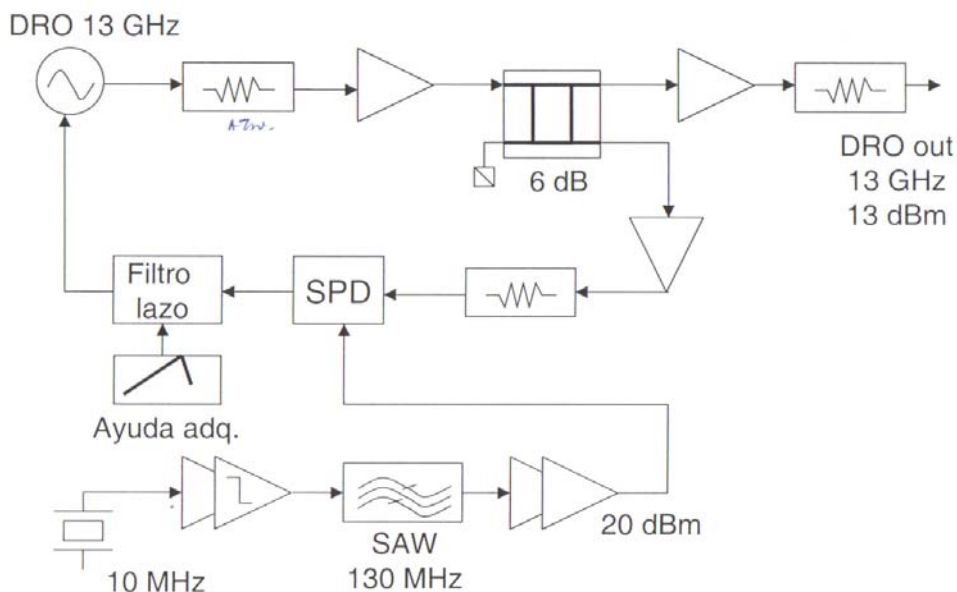 DRO 13 GHz
6 dB
DRO out
13 GHz
13 dBm
Filtro
lazo
SPD
Ayuda adq.
20 dBm
SAW
130 MHz
10 MHz